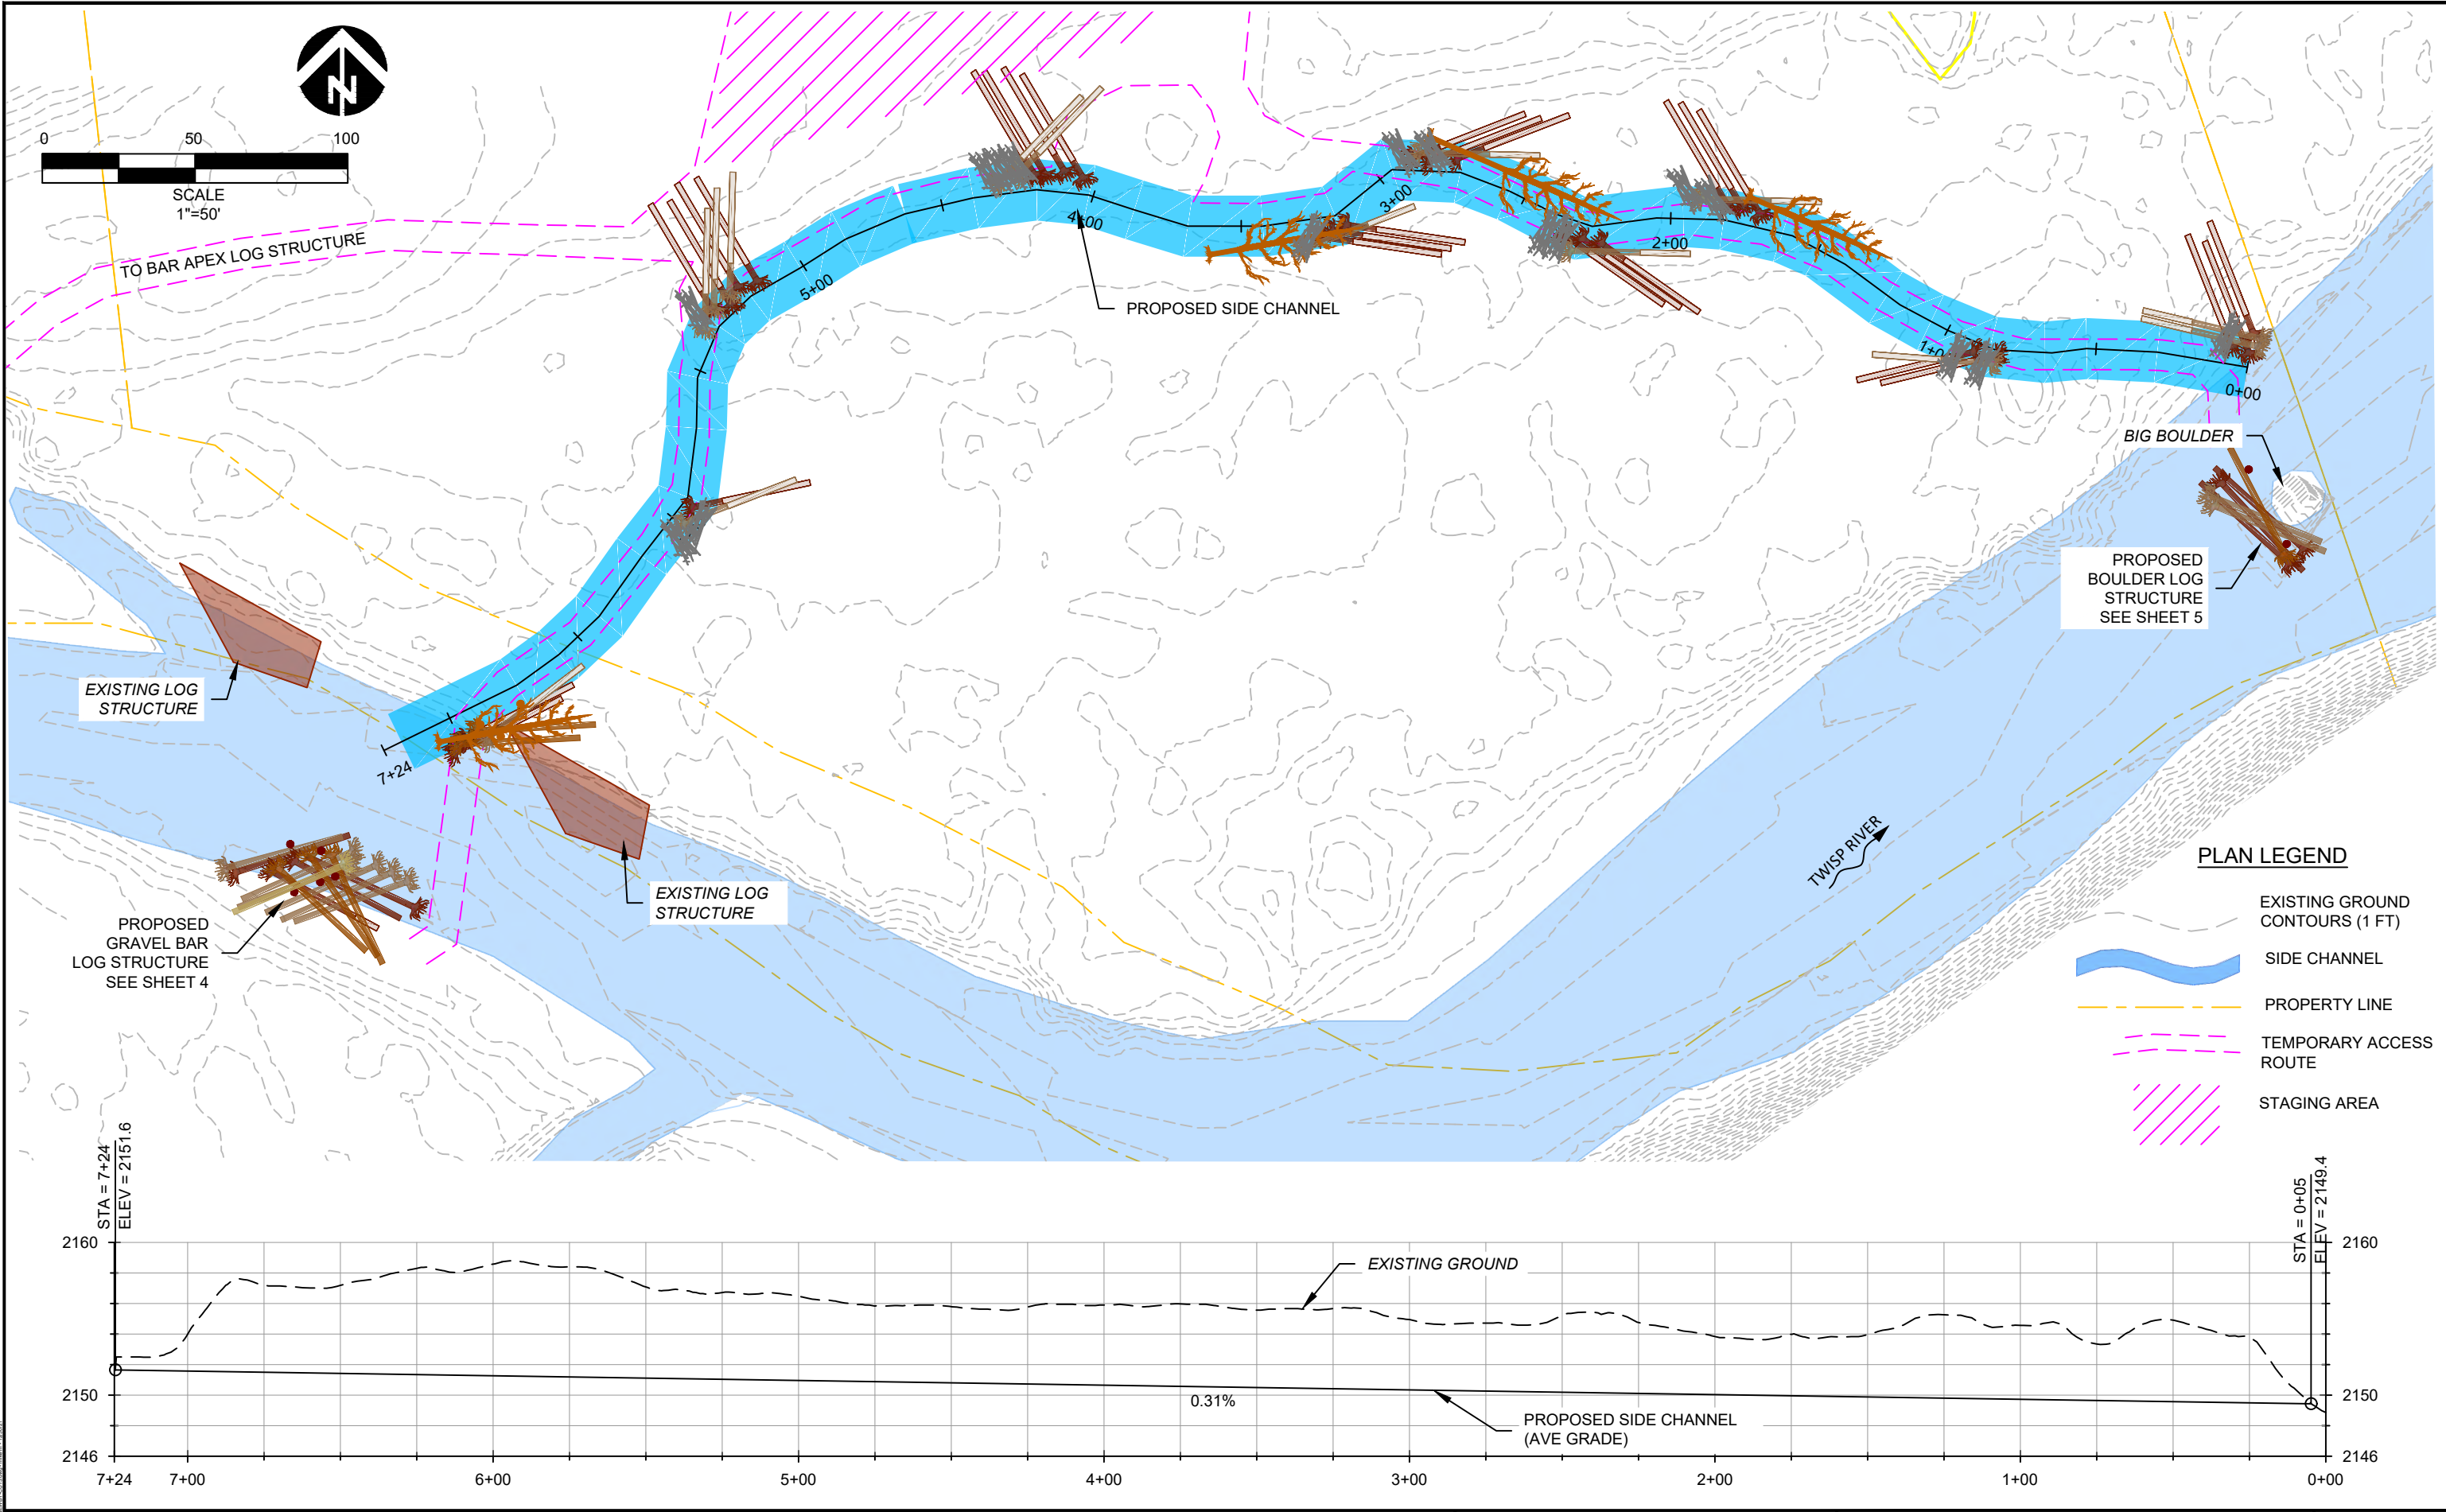 N
0 50 100
SCALE
1"=50'
TO BAR APEX LOG STRUCTURE
5+00
4+00
3+00
2+00
1+0
0+00
7+24
PROPOSED SIDE CHANNEL
BIG BOULDER
PROPOSED
BOULDER LOG
STRUCTURE
SEE SHEET 5
EXISTING LOG
STRUCTURE
EXISTING LOG
STRUCTURE
PROPOSED
GRAVEL BAR
LOG STRUCTURE
SEE SHEET 4
TWISP RIVER
PLAN LEGEND
EXISTING GROUND
CONTOURS (1 FT)
SIDE CHANNEL
PROPERTY LINE
TEMPORARY ACCESS
ROUTE
STAGING AREA
STA = 7+24
ELEV = 2151.6
STA = 0+05
ELEV = 2149.4
2160
2150
2146
EXISTING GROUND
0.31%
PROPOSED SIDE CHANNEL
(AVE GRADE)
2160
2150
2146
7+24 7+00 6+00 5+00 4+00 3+00 2+00 1+00 0+00